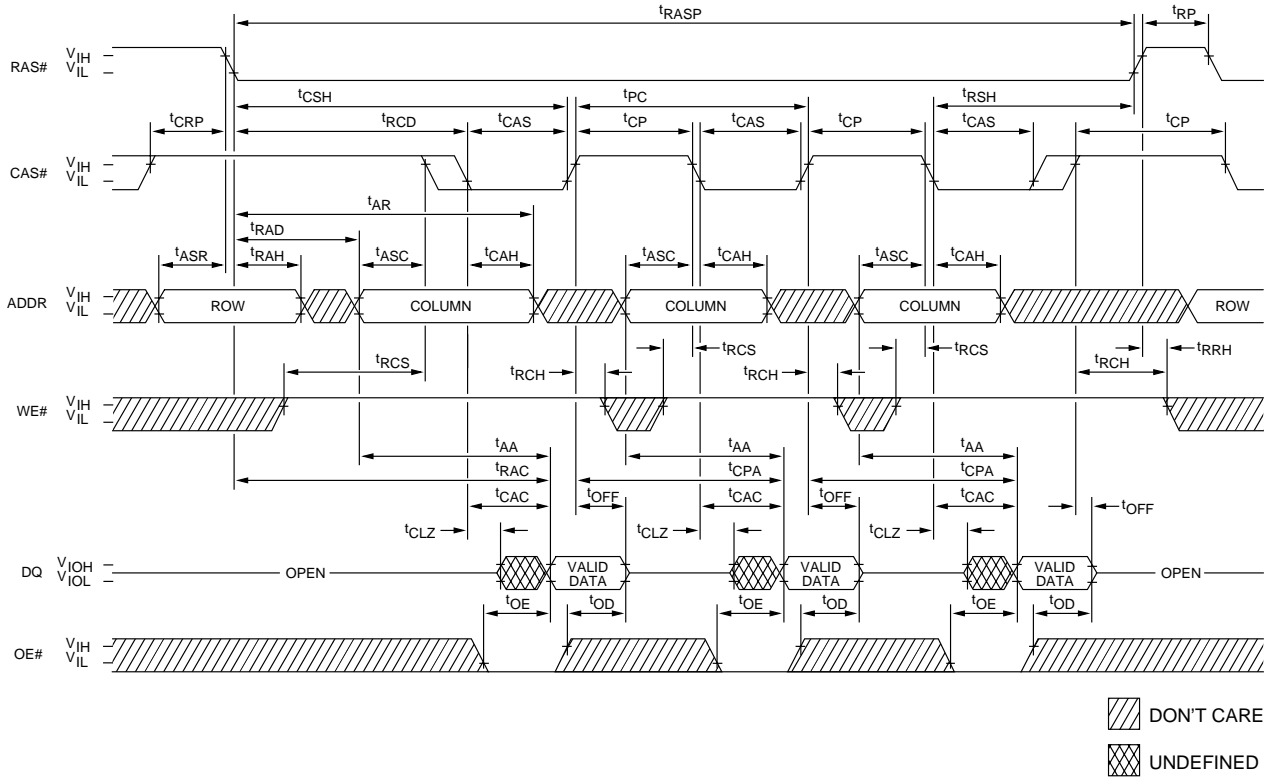 tRASP tRP
RAS# VIH
VIL
tCSH tPC tRSH
tCRP tRCD tCAS tCP tCAS tCP tCAS tCP
CAS# VIH
VIL
tAR
tRAD
tASR tRAH tASC tCAH tASC tCAH tASC tCAH
ADDR VIH
VIL
ROW COLUMN COLUMN COLUMN ROW
tRCS tRCH tRCS tRCH tRCS tRCH tRRH
WE# VIH
VIL
tAA tAA tAA
tRAC tCPA tCPA
tCAC tOFF tCAC tOFF tCAC tOFF
tCLZ tCLZ tCLZ
DQ VIOH
VIOL
OPEN VALID DATA VALID DATA VALID DATA OPEN
tOE tOD tOE tOD tOE tOD
OE# VIH
VIL
DON'T CARE
UNDEFINED